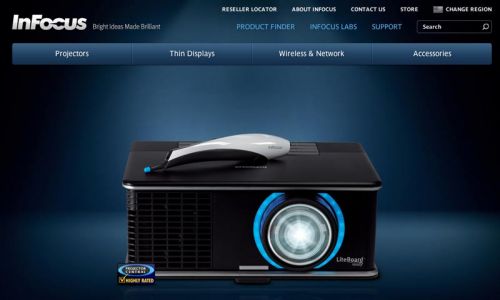 RESELLER LOCATOR ABOUT INFOCUS CONTACT US STORE CHANGE REGION
InFocus Bright Ideas Made Brilliant
PRODUCT FINDER INFOCUS LABS SUPPORT Search
Projectors Thin Displays Wireless & Network Accessories
InFocus
LiteBoard
PROJECTOR
CENTRAL
HIGHLY RATED